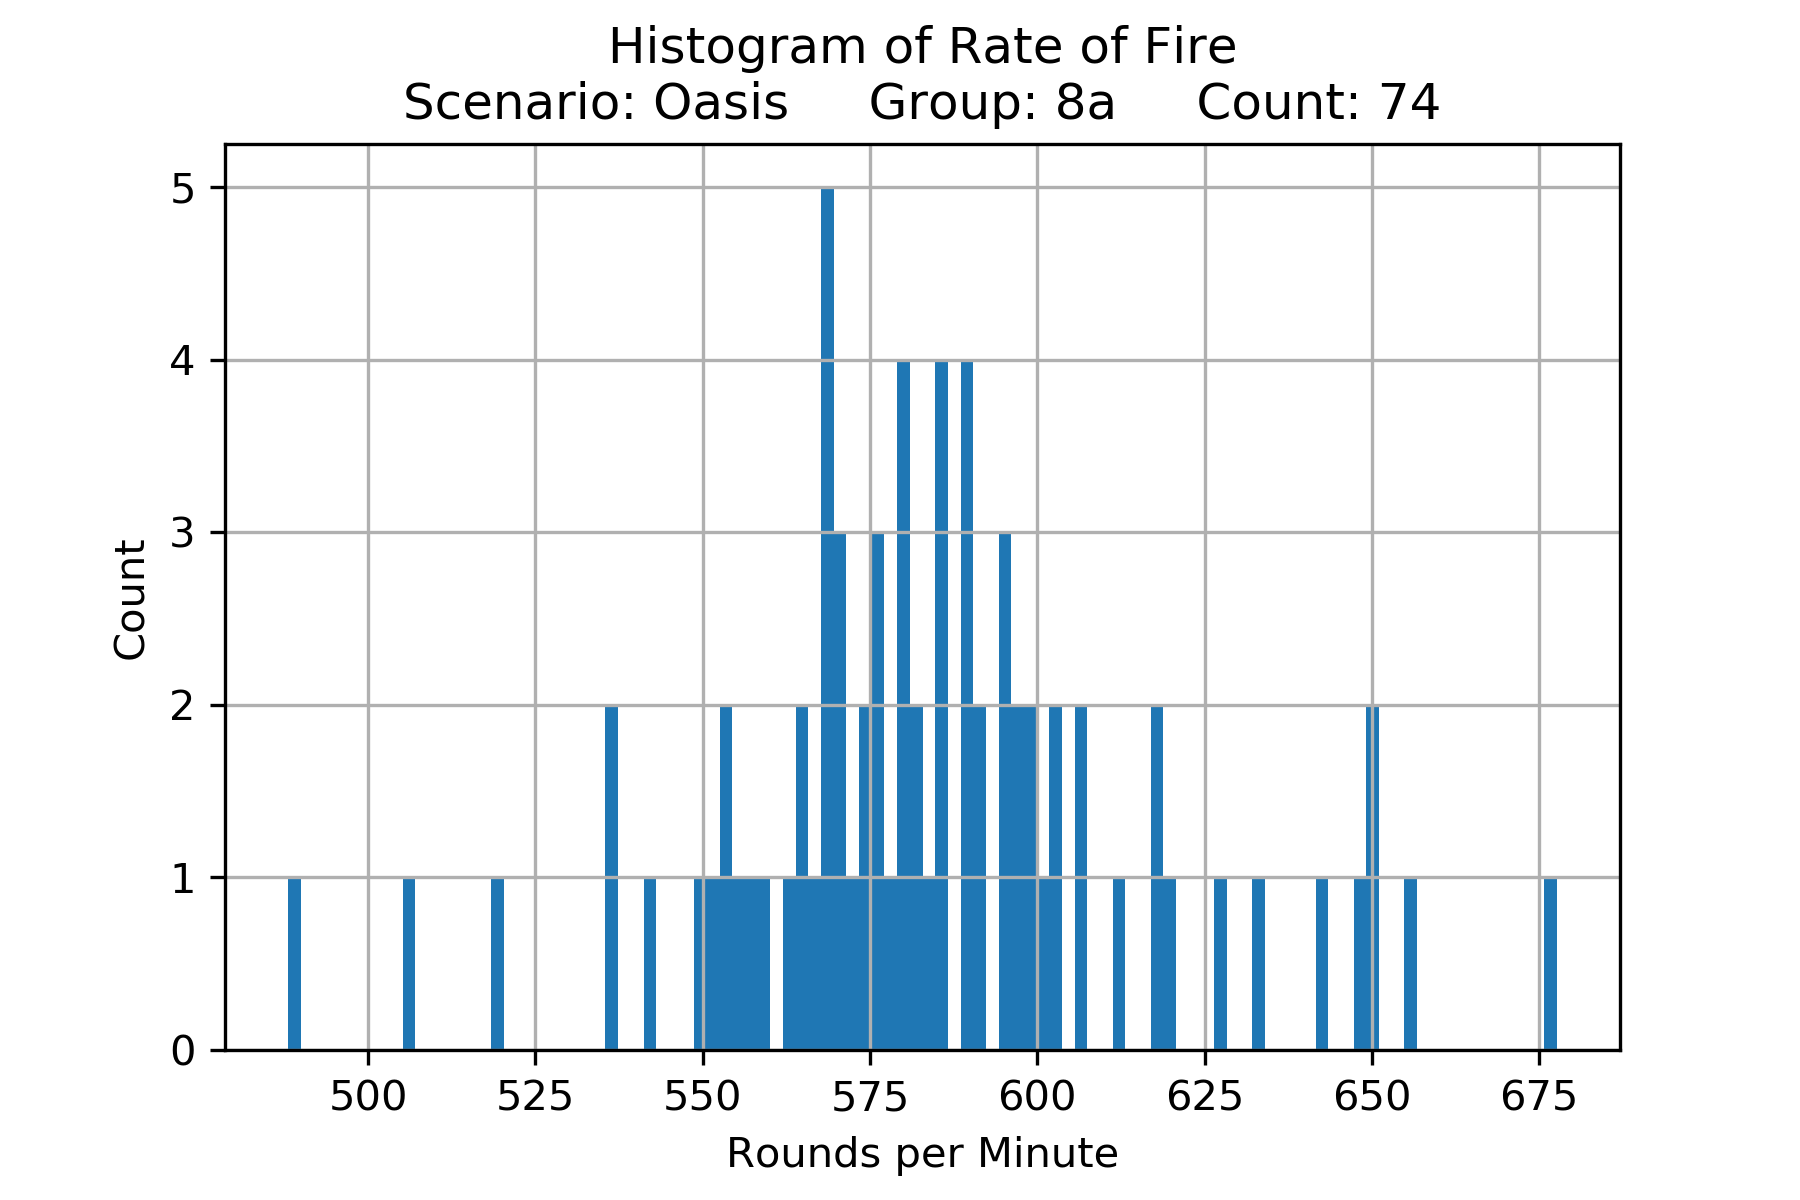 Histogram of Rate of Fire
Scenario: Oasis Group: 8a Count: 74
5
4
3
2
1
0
Count
500 525 550 575 600 625 650 675
Rounds per Minute